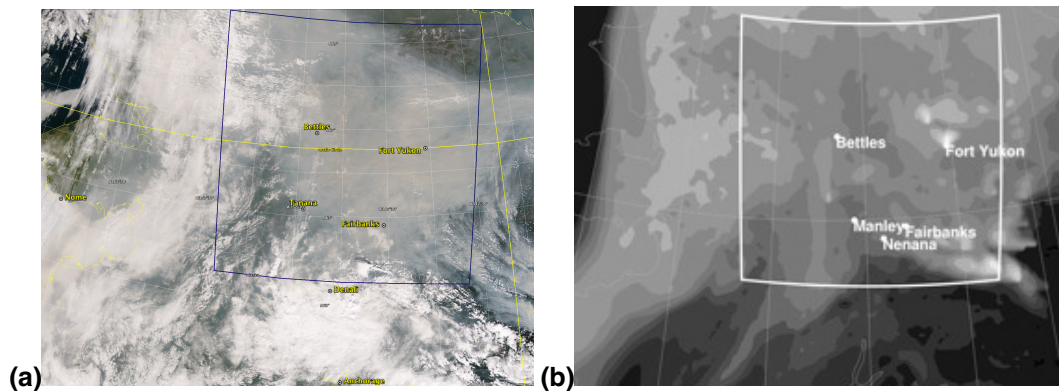 Bettles
Fort Yukon
Nome
Tanana
Fairbanks
Denali
Anchorage
(a)
Bettles
Fort Yukon
Manley
Fairbanks
Nenana
(b)